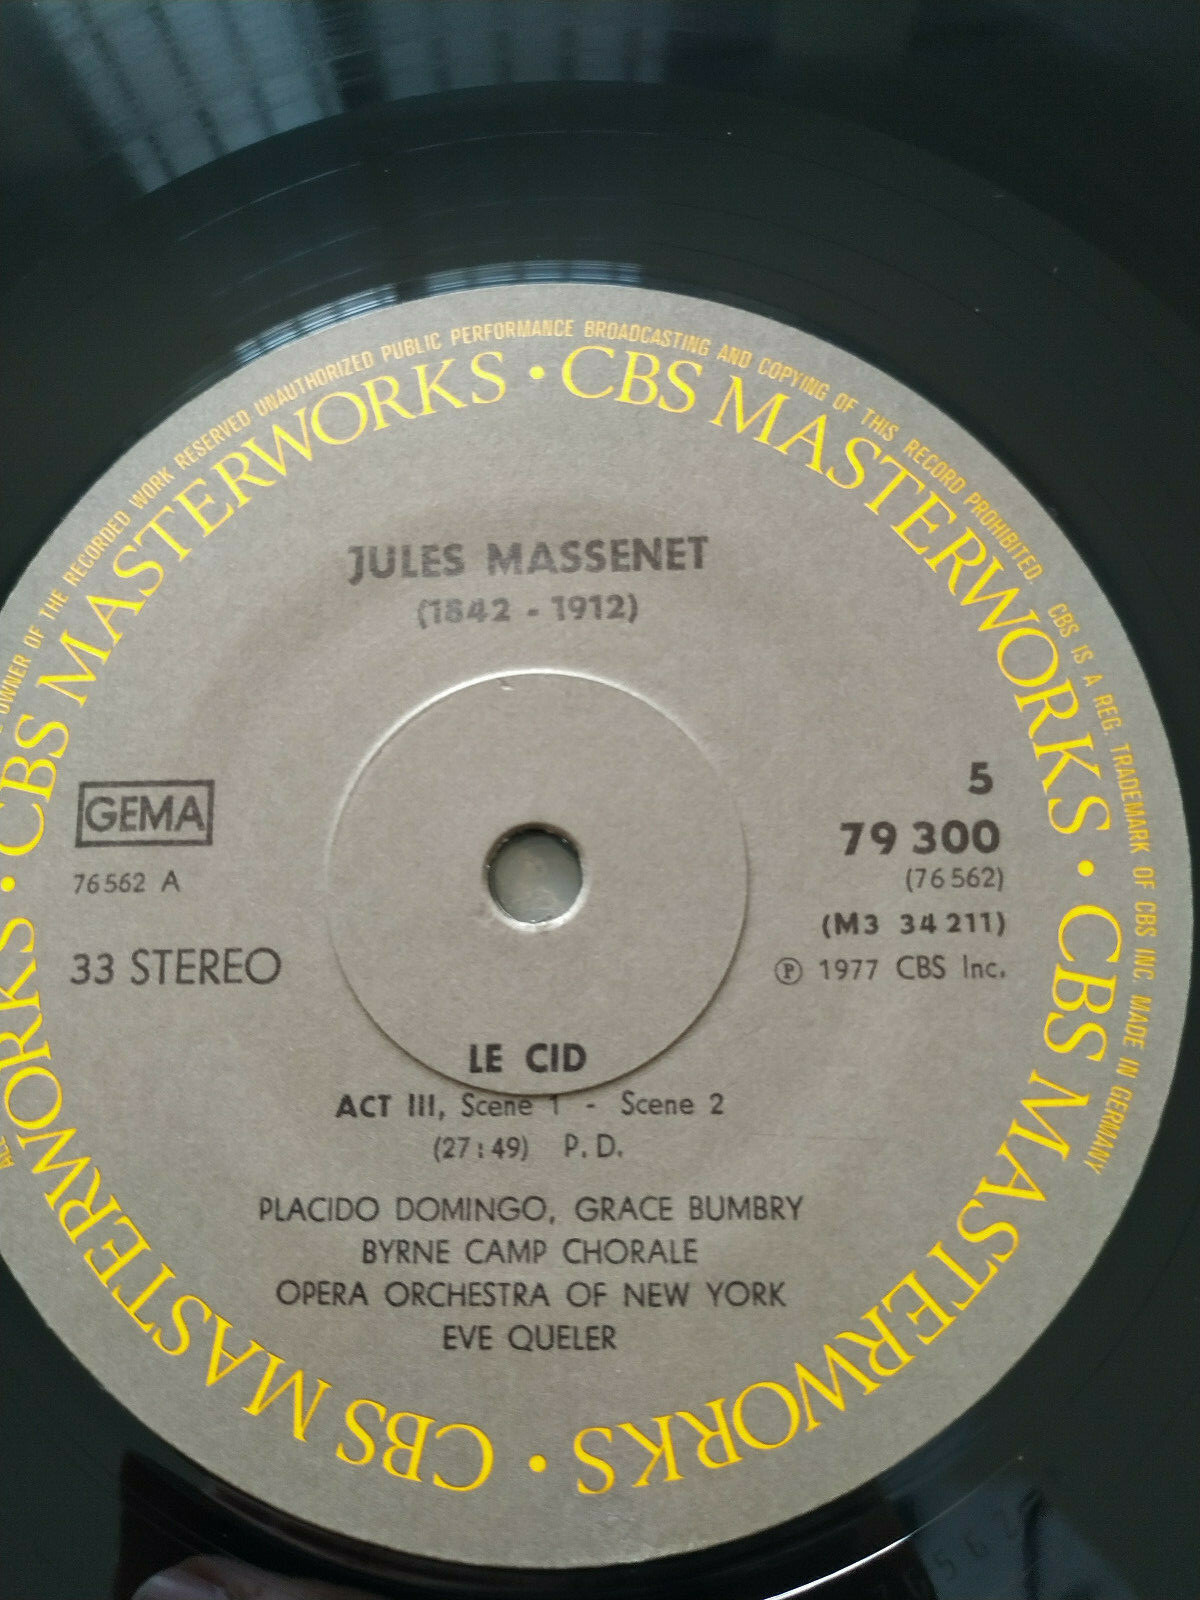 OWNER OF THE RECORDED WORK RESERVED UNAUTHORIZED PUBLIC PERFORMANCE BROADCASTING AND COPYING OF THIS RECORD PROHIBITED. CBS IS A REG. TRADEMARK OF CBS INC. MADE IN GERMANY
CBS MASTERWORKS • CBS MASTERWORKS • CBS MASTERWORKS • CBS MASTERWORKS •
JULES MASSENET
(1842 - 1912)
GEMA
76562 A
33 STEREO
5
79 300
(76 562)
(M3 34 211)
Ⓟ 1977 CBS Inc.
LE CID
ACT III, Scene 1 - Scene 2
(27:49) P.D.
PLACIDO DOMINGO, GRACE BUMBRY
BYRNE CAMP CHORALE
OPERA ORCHESTRA OF NEW YORK
EVE QUELER